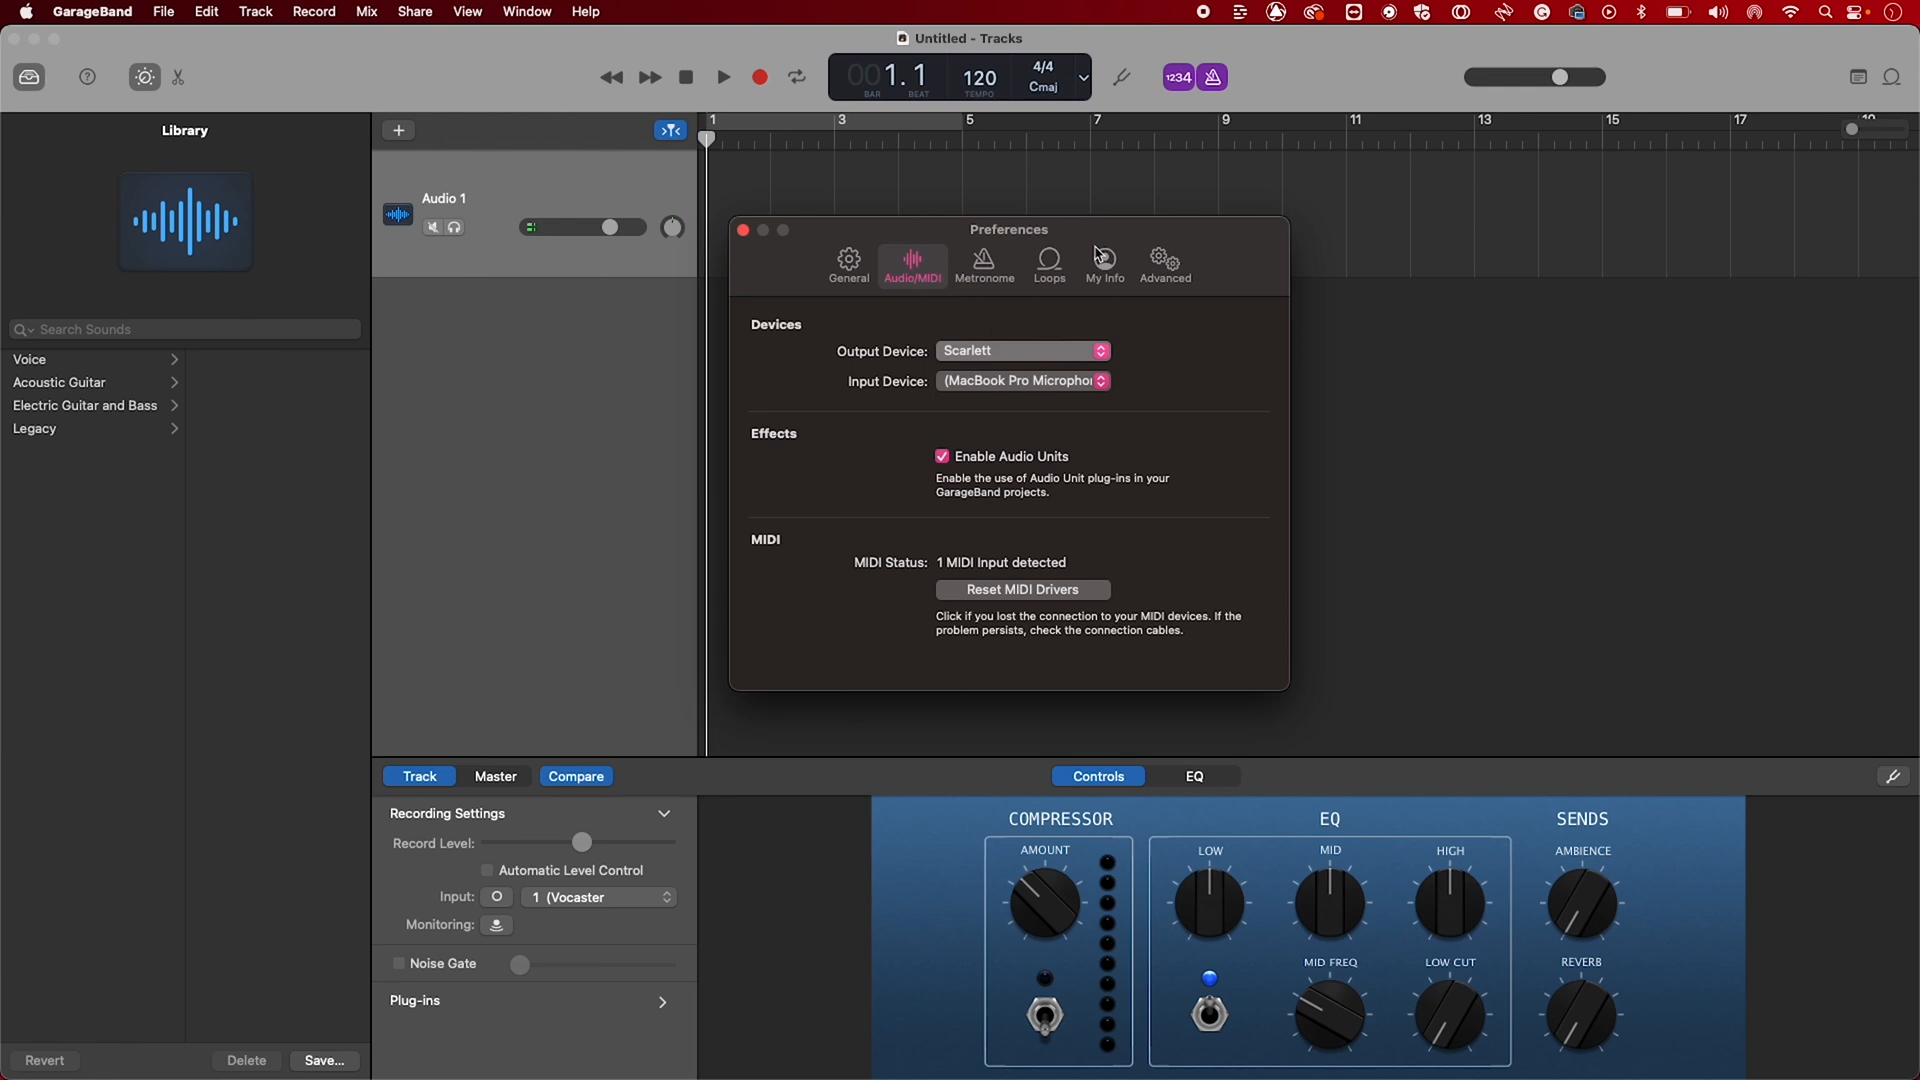 GarageBand File Edit Track Record Mix Share View Window Help
Untitled - Tracks
001.1
BAR BEAT
120
TEMPO
4/4
Cmaj
1234
Library
1 3 5 7 9 11 13 15 17
Audio 1
Search Sounds
Voice
Acoustic Guitar
Electric Guitar and Bass
Legacy
Preferences
General Audio/MIDI Metronome Loops My Info Advanced
Devices
Output Device: Scarlett
Input Device: (MacBook Pro Microphon
Effects
Enable Audio Units
Enable the use of Audio Unit plug-ins in your
GarageBand projects.
MIDI
MIDI Status: 1 MIDI Input detected
Reset MIDI Drivers
Click if you lost the connection to your MIDI devices. If the
problem persists, check the connection cables.
Track Master Compare
Controls EQ
Recording Settings
Record Level:
Automatic Level Control
Input: 1 (Vocaster
Monitoring:
Noise Gate
Plug-ins
COMPRESSOR EQ SENDS
AMOUNT LOW MID HIGH AMBIENCE
MID FREQ LOW CUT REVERB
Revert Delete Save...